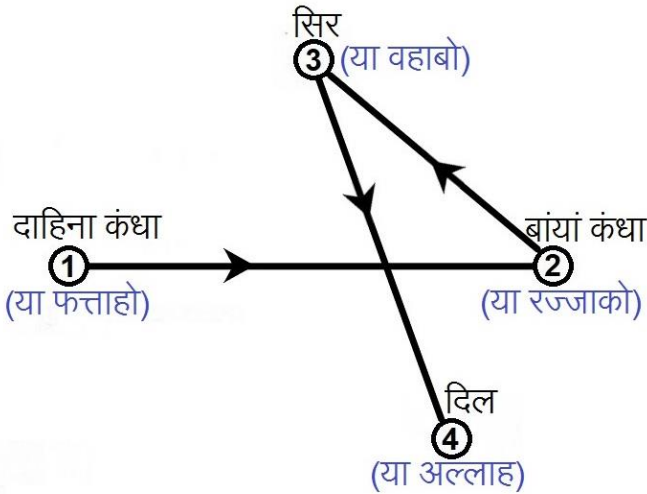 सिर
3 (या वहाबो)
दाहिना कंधा
बांयां कंधा
1
2
(या फत्ताहो)
(या रज्जाको)
दिल
4
(या अल्लाह)